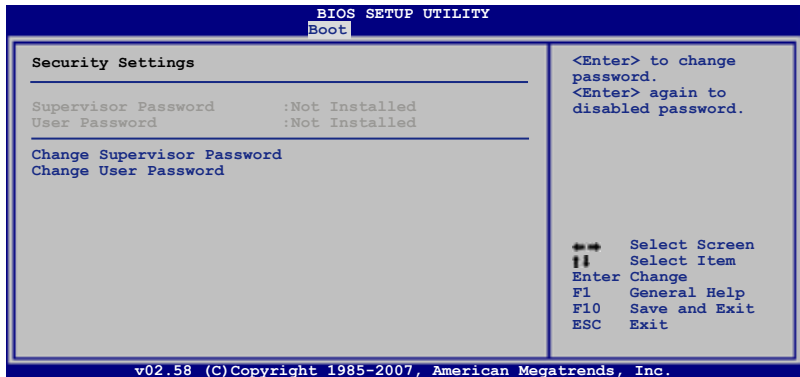 BIOS SETUP UTILITY
Boot
Security Settings
Supervisor Password :Not Installed
User Password :Not Installed
Change Supervisor Password
Change User Password
<Enter> to change
password.
<Enter> again to
disabled password.
←→ Select Screen
↑↓ Select Item
Enter Change
F1 General Help
F10 Save and Exit
ESC Exit
v02.58 (C)Copyright 1985-2007, American Megatrends, Inc.